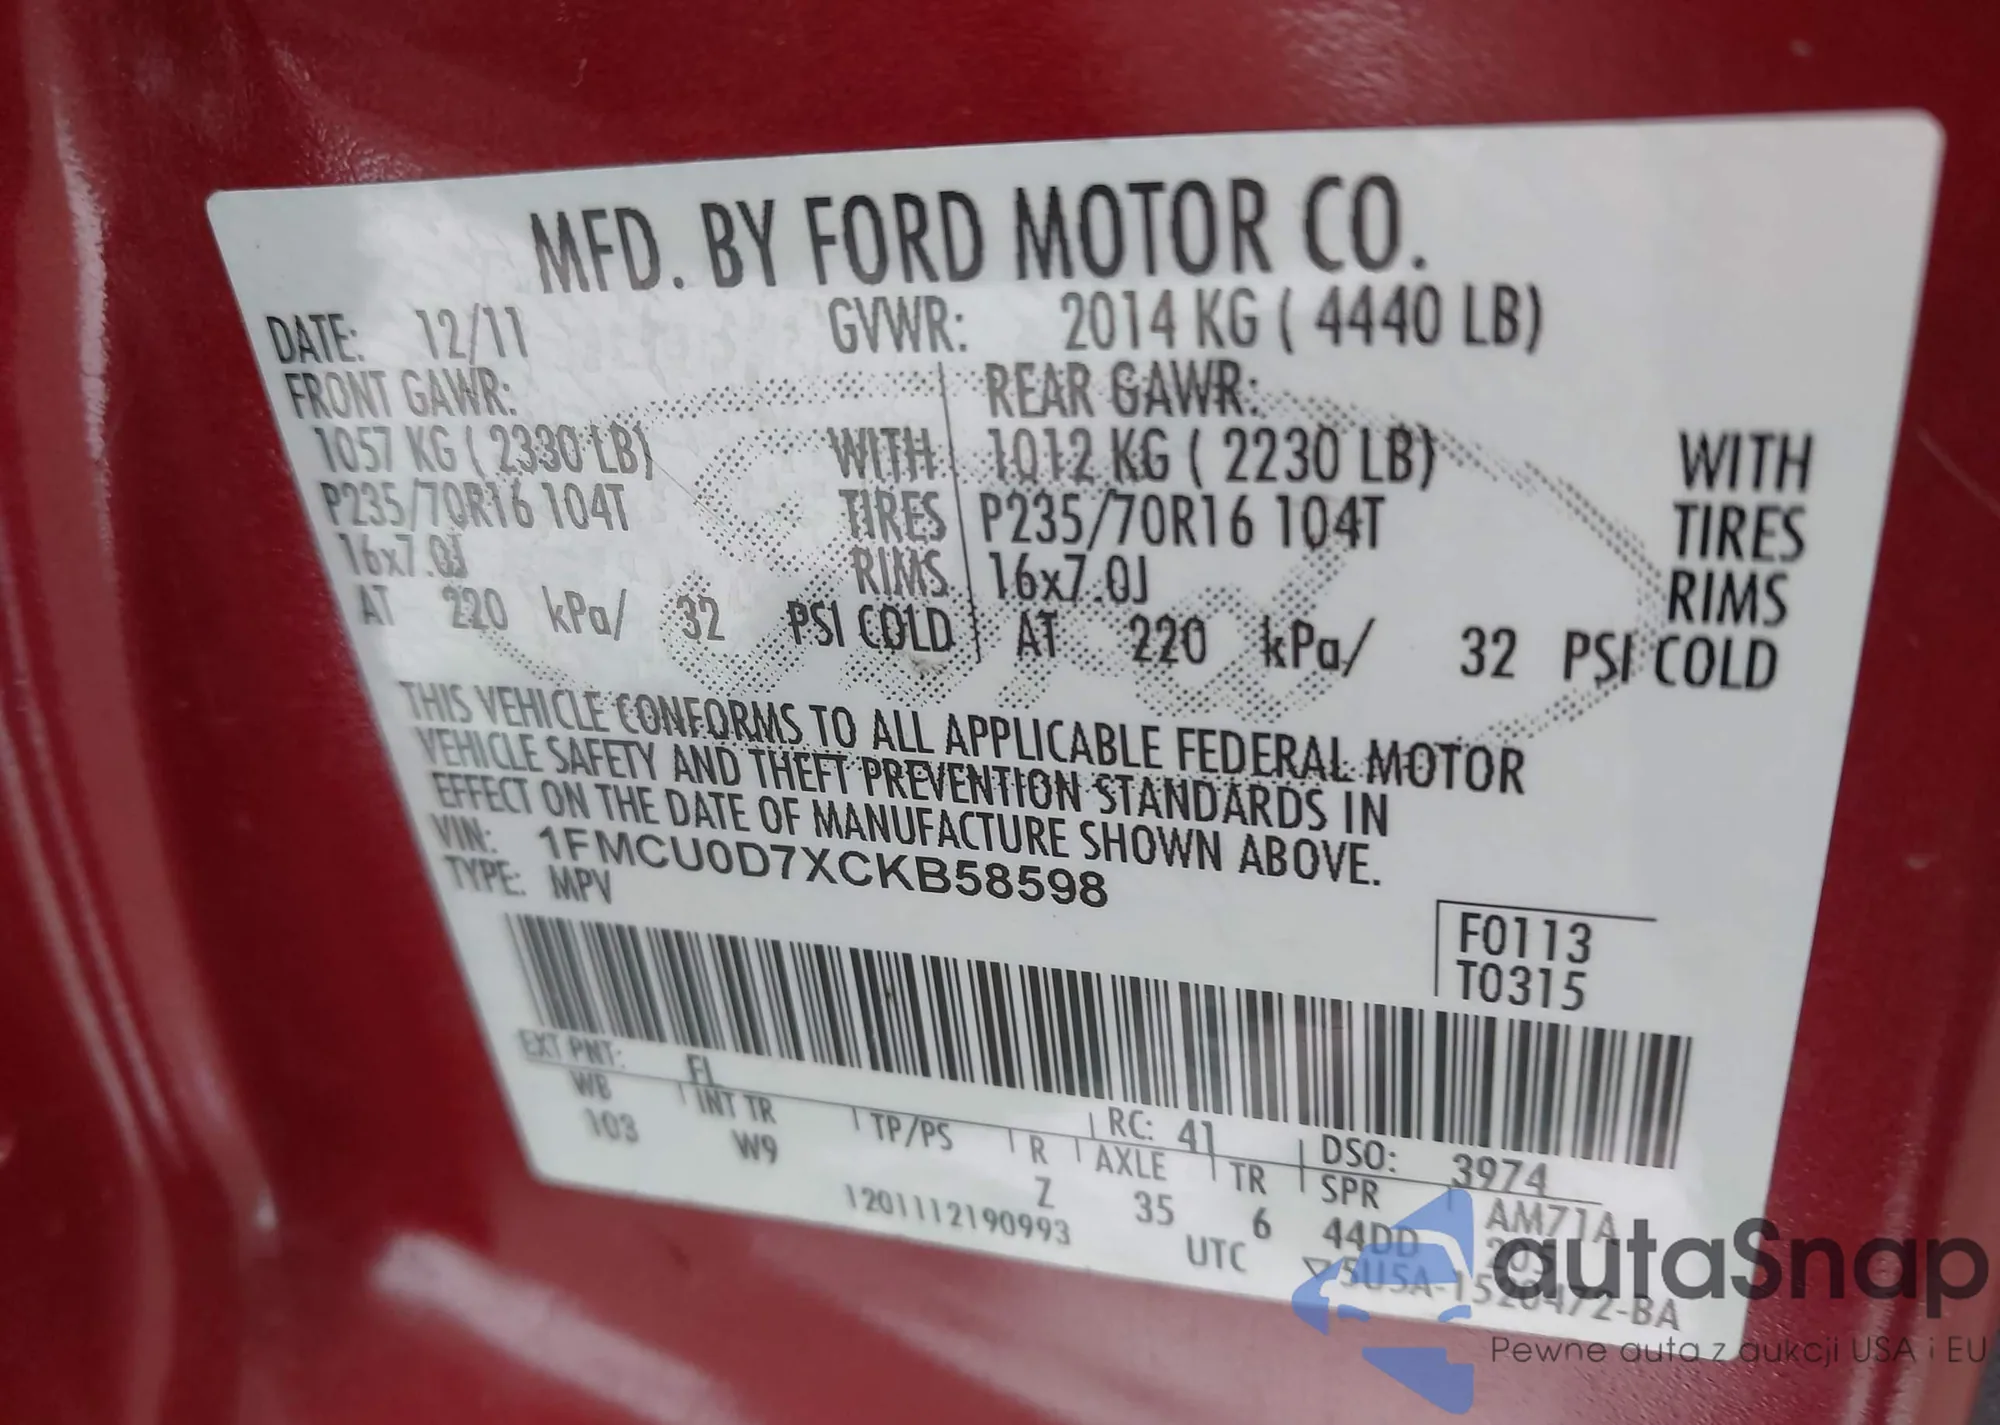 MFD. BY FORD MOTOR CO.
DATE: 12/11 GVWR: 2014 KG ( 4440 LB)
FRONT GAWR: REAR GAWR:
1057 KG ( 2330 LB) WITH 1012 KG ( 2230 LB) WITH
P235/70R16 104T TIRES P235/70R16 104T TIRES
16x7.0J RIMS 16x7.0J RIMS
AT 220 kPa/ 32 PSI COLD AT 220 kPa/ 32 PSI COLD
THIS VEHICLE CONFORMS TO ALL APPLICABLE FEDERAL MOTOR
VEHICLE SAFETY AND THEFT PREVENTION STANDARDS IN
EFFECT ON THE DATE OF MANUFACTURE SHOWN ABOVE.
VIN: 1FMCU0D7XCKB58598
TYPE: MPV
F0113
T0315
EXT PNT: FL RC: 41 DSO: 3974
WB INT TR TP/PS R AXLE TR SPR AM71A
103 W9 Z 35 6 44DD 205
1201112190993 UTC 5U5A-1520472-BA
autaSnap
Pewne auta z aukcji USA i EU